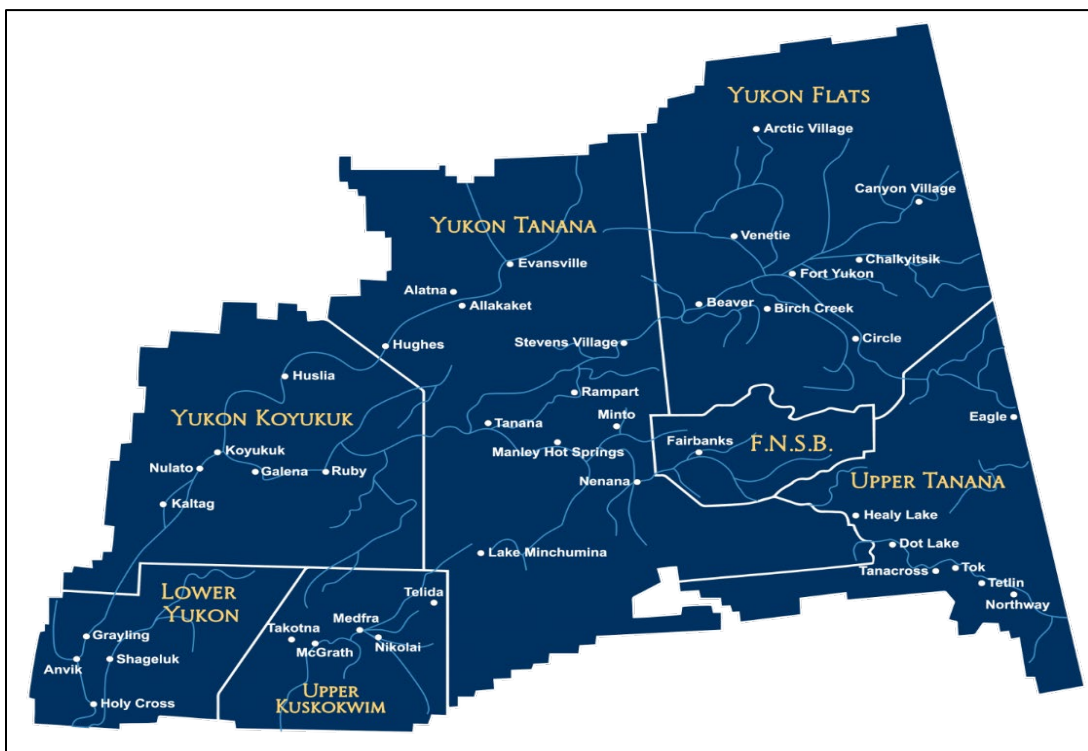 YUKON FLATS
Arctic Village
Canyon Village
YUKON TANANA
Venetie
Evansville
Chalkyitsik
Fort Yukon
Alatna
Allakaket
Beaver
Birch Creek
Circle
Hughes
Stevens Village
Huslia
Rampart
YUKON KOYUKUK
Tanana
Minto
Eagle
Manley Hot Springs
Fairbanks
F.N.S.B.
Koyukuk
Nulato
Galena
Ruby
Nenana
UPPER TANANA
Kaltag
Healy Lake
Dot Lake
Lake Minchumina
Tanacross
Tok
Tetlin
Northway
LOWER
YUKON
Telida
Grayling
Takotna
Medfra
McGrath
Nikolai
Anvik
Shageluk
UPPER
KUSKOKWIM
Holy Cross